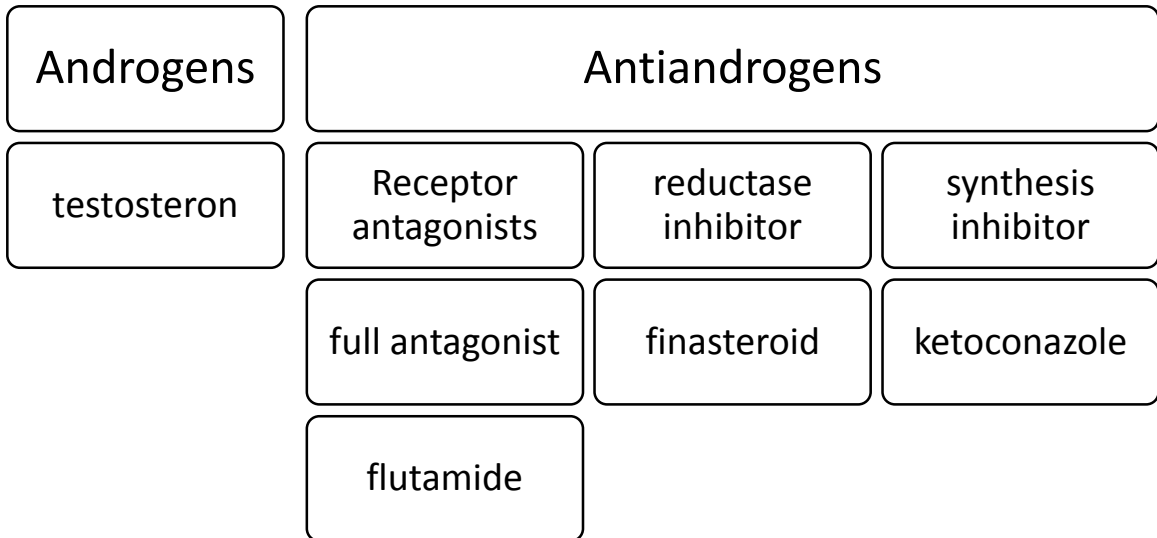 Androgens
Antiandrogens
testosteron
Receptor
antagonists
reductase
inhibitor
synthesis
inhibitor
full antagonist
finasteroid
ketoconazole
flutamide